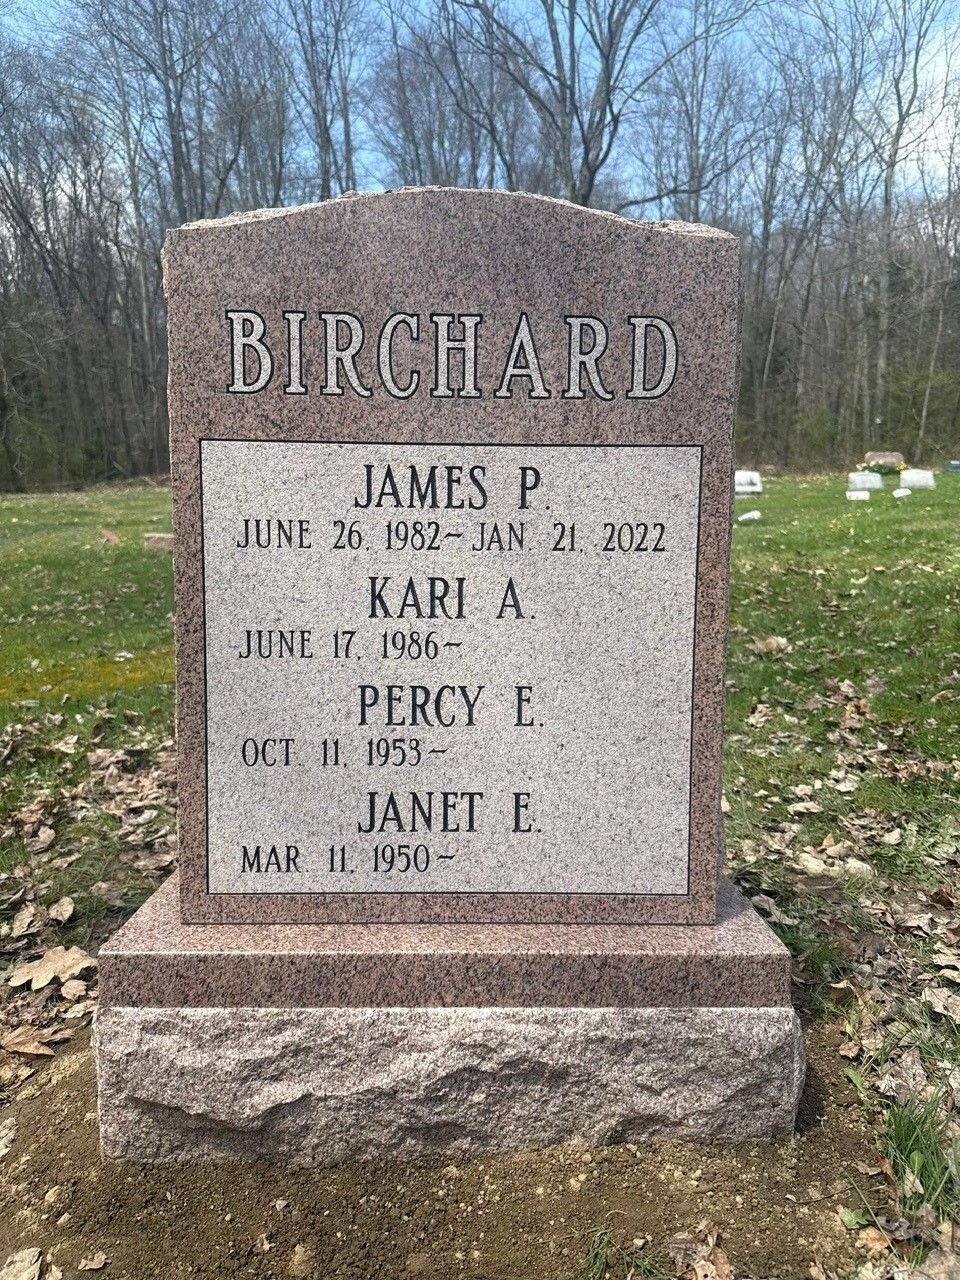 BIRCHARD
JAMES P.
JUNE 26, 1982~JAN. 21, 2022
KARI A.
JUNE 17, 1986~
PERCY E.
OCT. 11, 1953~
JANET E.
MAR. 11, 1950~